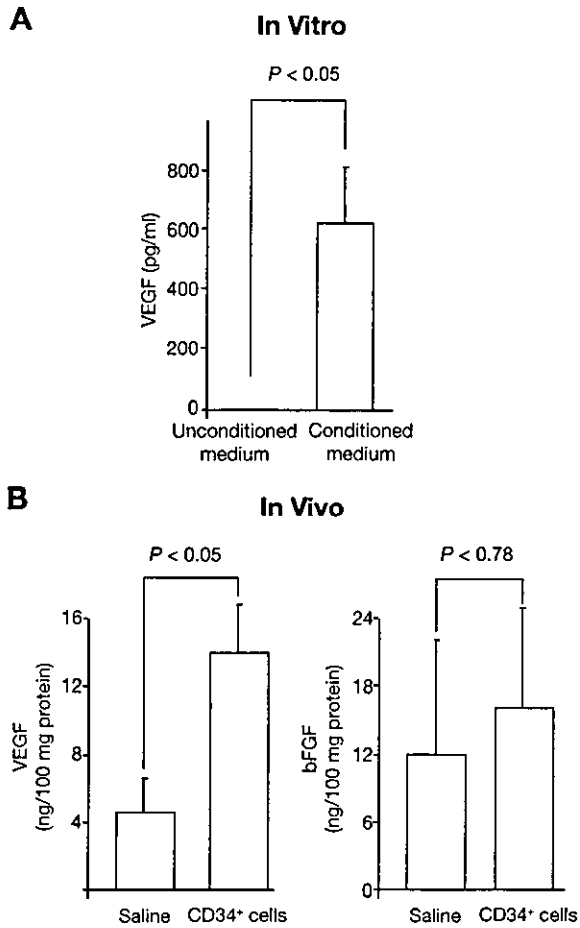 A
In Vitro
P < 0.05
VEGF (pg/ml)
800
600
400
200
0
Unconditioned medium
Conditioned medium
B
In Vivo
P < 0.05
VEGF
(ng/100 mg protein)
16
12
8
4
Saline
CD34+ cells
P < 0.78
bFGF
(ng/100 mg protein)
24
18
12
6
0
Saline
CD34+ cells